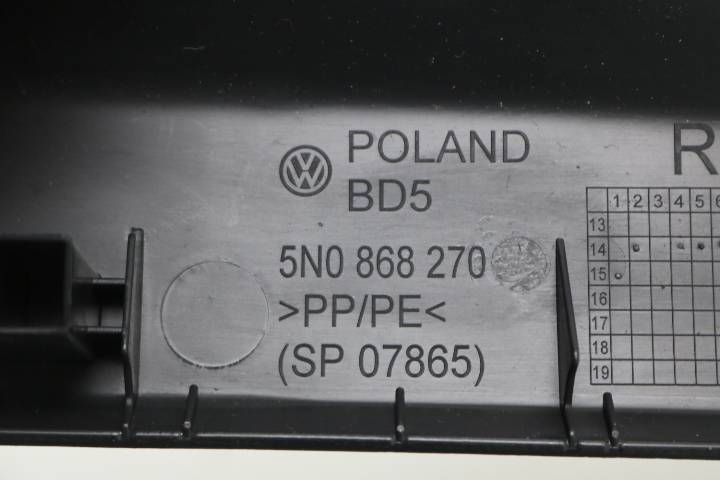 POLAND
BD5
5N0 868 270
>PP/PE<
(SP 07865)
R
1 2 3 4 5 6
13
14
15
16
17
18
19